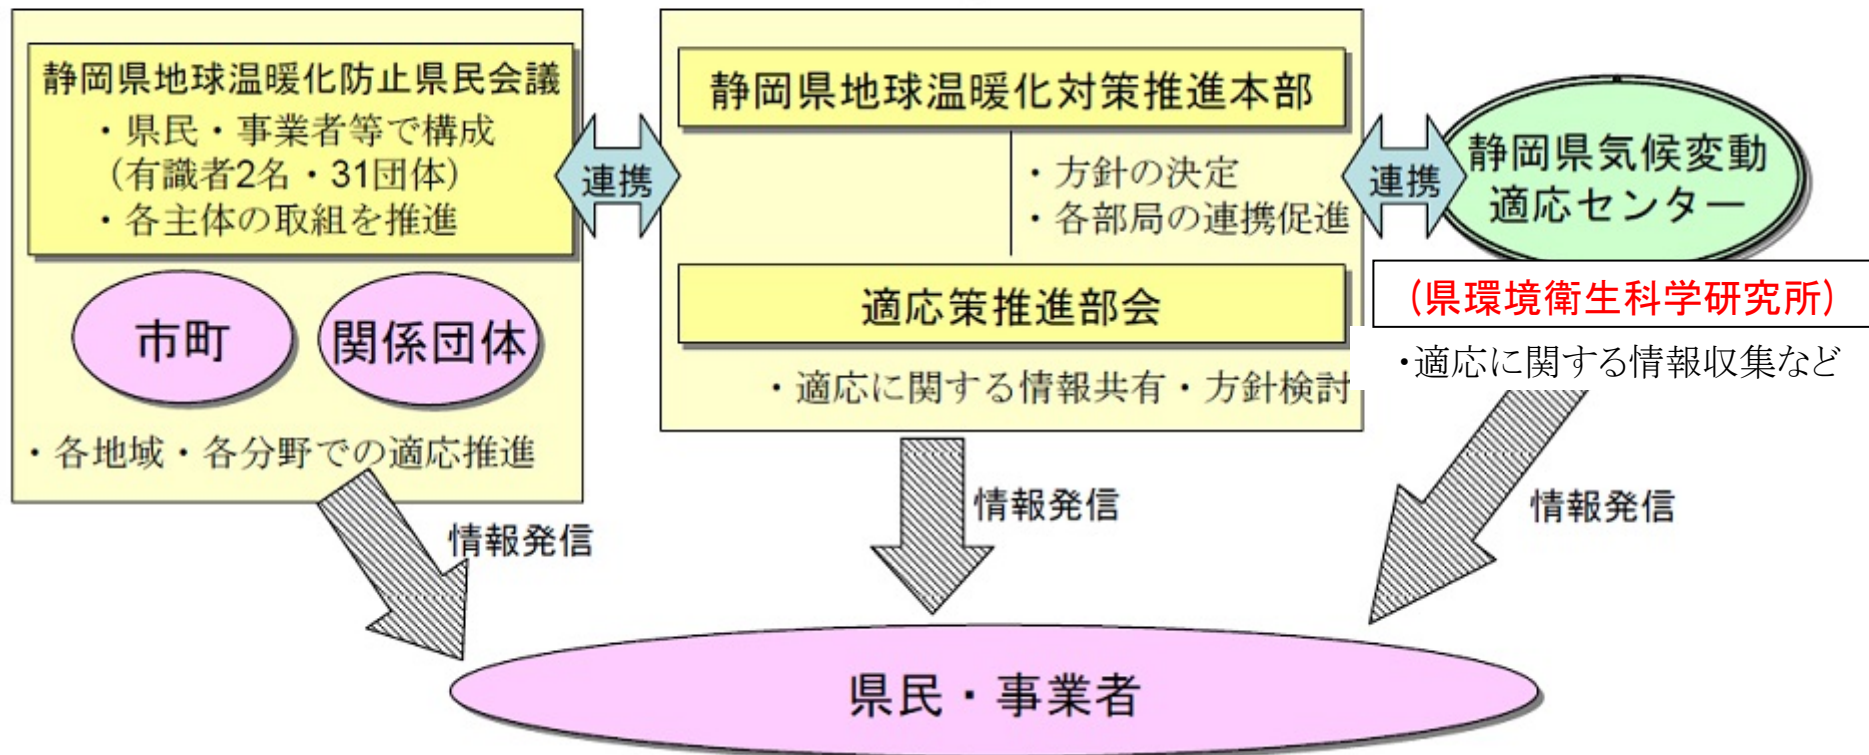 静岡県地球温暖化防止県民会議
・県民・事業者等で構成
(有識者2名・31団体)
・各主体の取組を推進
市町
関係団体
・各地域・各分野での適応推進
連携
静岡県地球温暖化対策推進本部
・方針の決定
・各部局の連携促進
適応策推進部会
・適応に関する情報共有・方針検討
連携
静岡県気候変動
適応センター
(県環境衛生科学研究所)
・適応に関する情報収集など
情報発信
情報発信
情報発信
県民・事業者